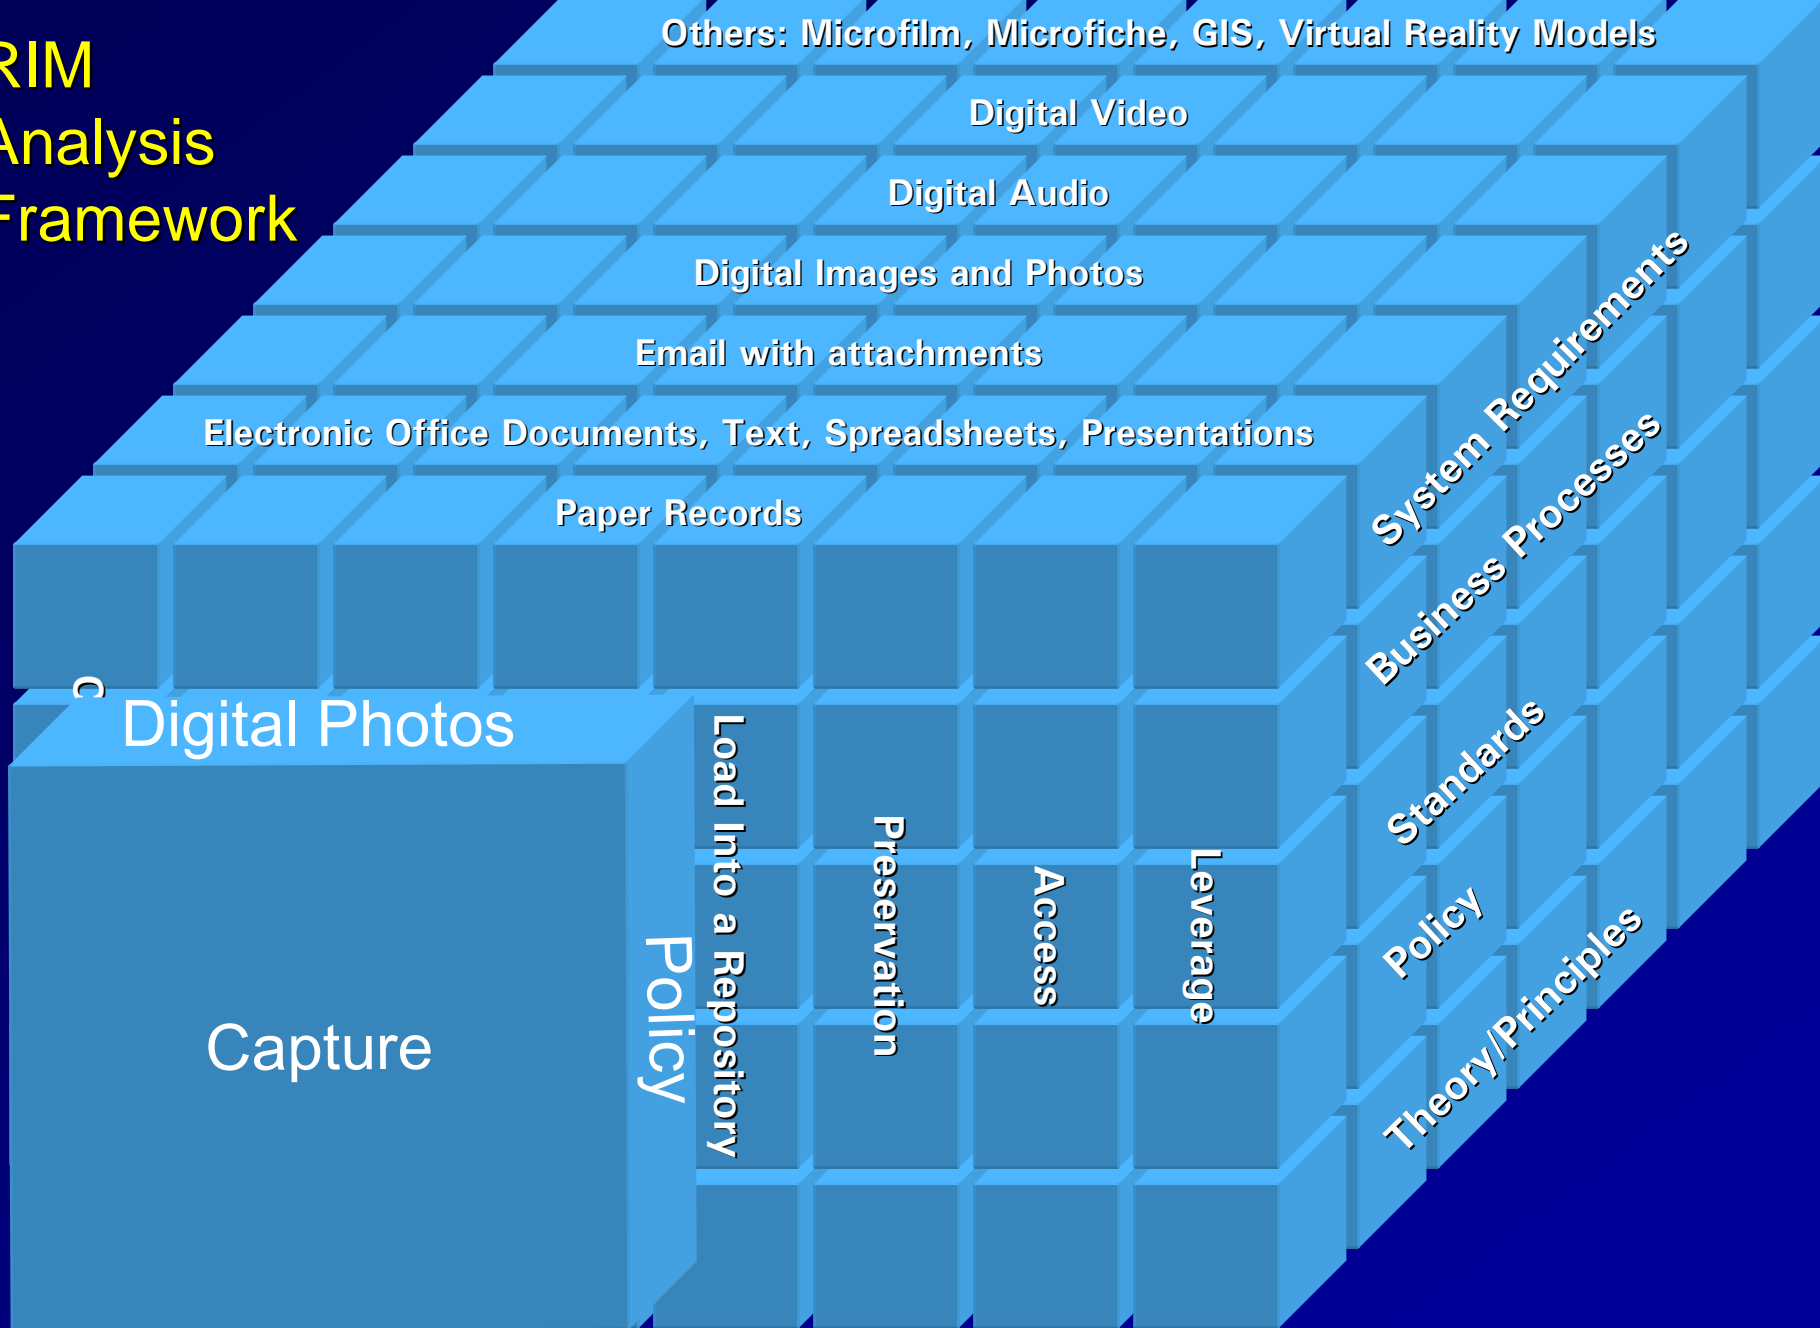 RIM
Analysis
Framework
Others: Microfilm, Microfiche, GIS, Virtual Reality Models
Digital Video
Digital Audio
Digital Images and Photos
Email with attachments
Electronic Office Documents, Text, Spreadsheets, Presentations
Paper Records
System Requirements
Business Processes
Standards
Policy
Theory/Principles
Digital Photos
Capture
Policy
Load Into a Repository
Preservation
Access
Leverage